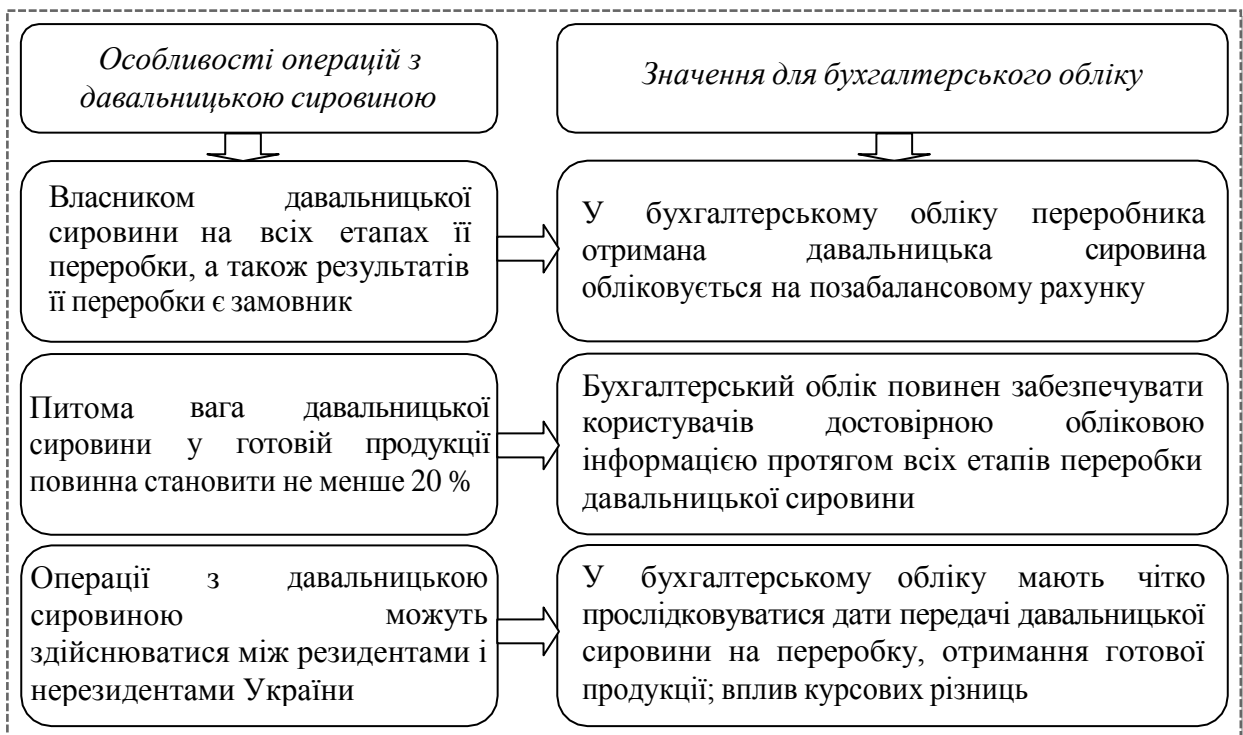 Особливості операцій з
давальницькою сировиною
Значення для бухгалтерського обліку
Власником давальницької
сировини на всіх етапах її
переробки, а також результатів
її переробки є замовник
У бухгалтерському обліку переробника
отримана давальницька сировина
обліковується на позабалансовому рахунку
Питома вага давальницької
сировини у готовій продукції
повинна становити не менше 20 %
Бухгалтерський облік повинен забезпечувати
користувачів достовірною обліковою
інформацією протягом всіх етапів переробки
давальницької сировини
Операції з давальницькою
сировиною можуть
здійснюватися між резидентами і
нерезидентами України
У бухгалтерському обліку мають чітко
прослідковуватися дати передачі давальницької
сировини на переробку, отримання готової
продукції; вплив курсових різниць